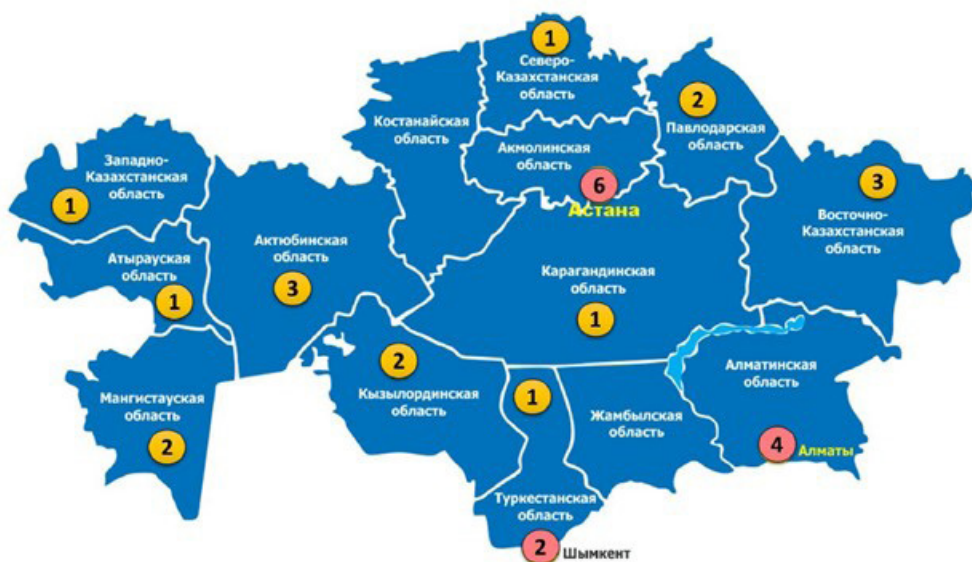 1
Северо-
Казахстанская
область
2
Павлодарская
область
Костанайская
область
Акмолинская
область
6
Астана
Западно-
Казахстанская
область
1
3
Восточно-
Казахстанская
область
Атырауская
область
1
Актюбинская
область
3
Карагандинская
область
1
Мангистауская
область
2
2
Кызылординская
область
1
Жамбылская
область
Алматинская
область
4
Алматы
Туркестанская
область
2
Шымкент